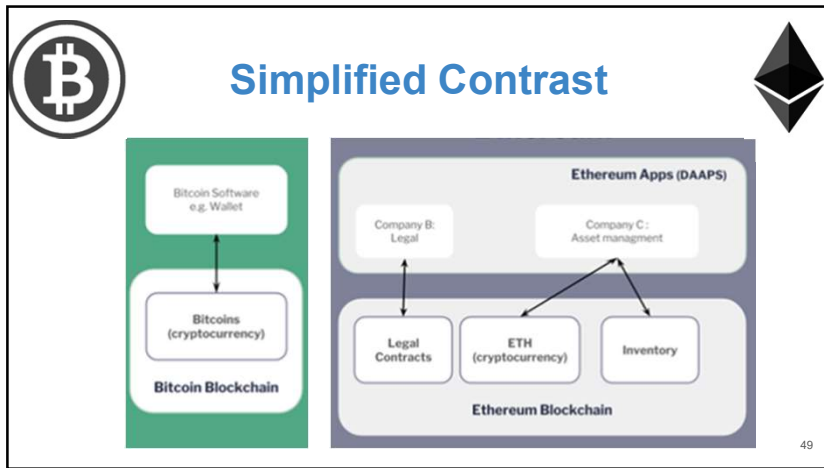 Simplified Contrast
Bitcoin Software
e.g. Wallet
Bitcoins
(cryptocurrency)
Bitcoin Blockchain
Ethereum Apps (DAAPS)
Company B:
Legal
Company C :
Asset managment
Legal
Contracts
ETH
(cryptocurrency)
Inventory
Ethereum Blockchain
49